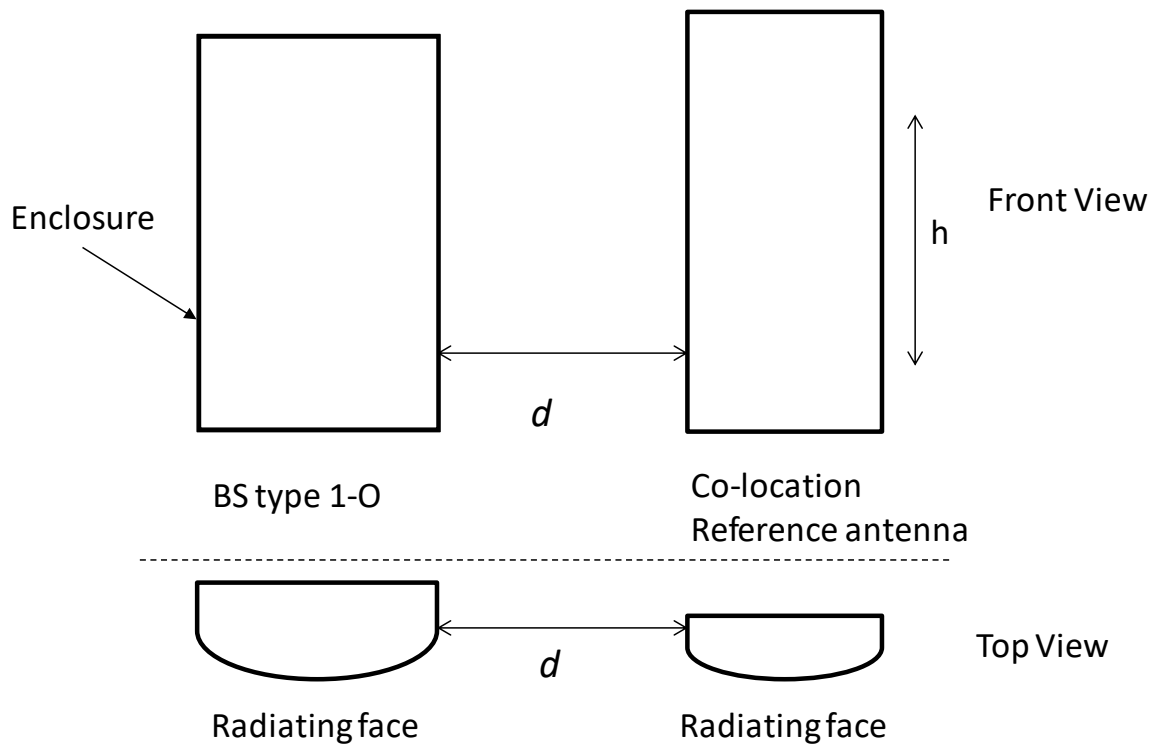 Enclosure
Front View
h
d
BS type 1-O
Co-location
Reference antenna
d
Top View
Radiating face
Radiating face